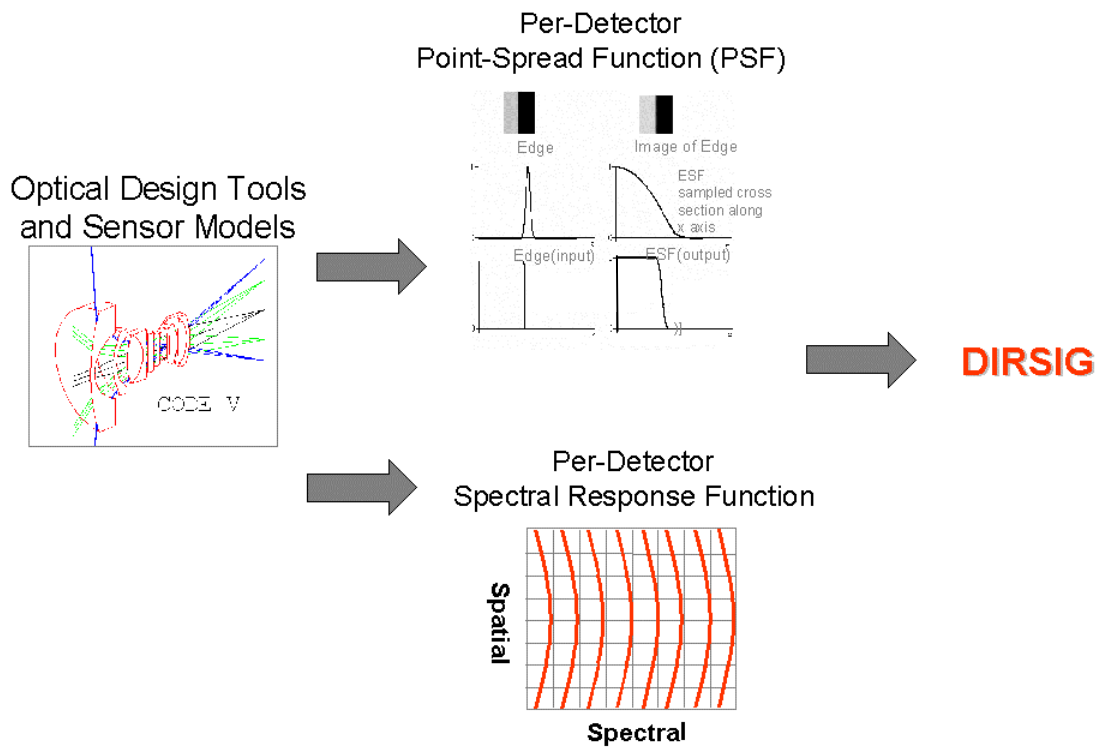 Per-Detector
Point-Spread Function (PSF)
Edge
Image of Edge
ESF
sampled cross
section along
x axis
Edge(input)
ESF(output)
Optical Design Tools
and Sensor Models
CODE V
DIRSIG
Per-Detector
Spectral Response Function
Spatial
Spectral